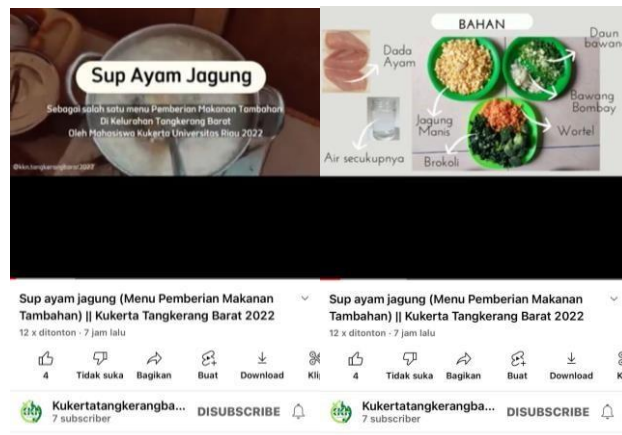 Sup Ayam Jagung
Sebagai salah satu menu Pemberian Makanan Tambahan
Di Kelurahan Tangkerang Barat
Oleh Mahasiswa Kukerta Universitas Riau 2022
@kkn.tangkerangbarat2022
Sup ayam jagung (Menu Pemberian Makanan
Tambahan) || Kukerta Tangkerang Barat 2022
12 x ditonton · 7 jam lalu
4 Tidak suka Bagikan Buat Download Kli
Kukertatangkerangba... DISUBSCRIBE
7 subscriber
BAHAN
Dada
Ayam
Daun
bawan
Bawang
Bombay
Jagung
Manis
Wortel
Air secukupnya
Brokoli
Sup ayam jagung (Menu Pemberian Makanan
Tambahan) || Kukerta Tangkerang Barat 2022
12 x ditonton · 7 jam lalu
4 Tidak suka Bagikan Buat Download K
Kukertatangkerangba... DISUBSCRIBE
7 subscriber